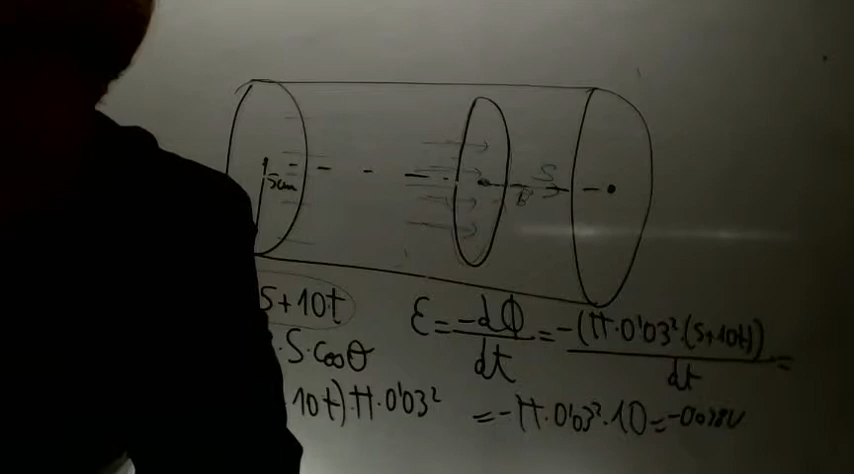 5cm
S
B
5+10t
ε = -dΦ/dt = -(π·0'03²·(5+10t))/dt =
·S·cosθ
10t)·π·0'03²
= -π·0'03²·10 = -0'028V